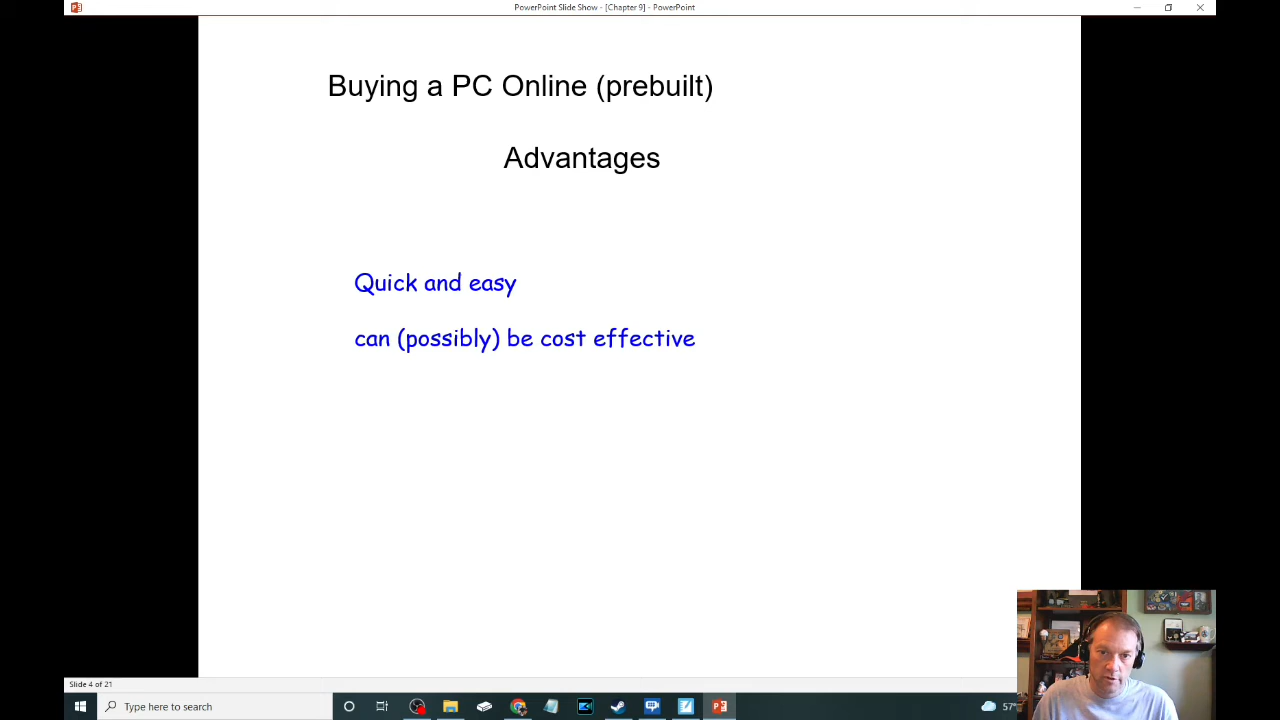 PowerPoint Slide Show - [Chapter 9] - PowerPoint
Buying a PC Online (prebuilt)
Advantages
Quick and easy
can (possibly) be cost effective
Slide 4 of 21
Type here to search
57°